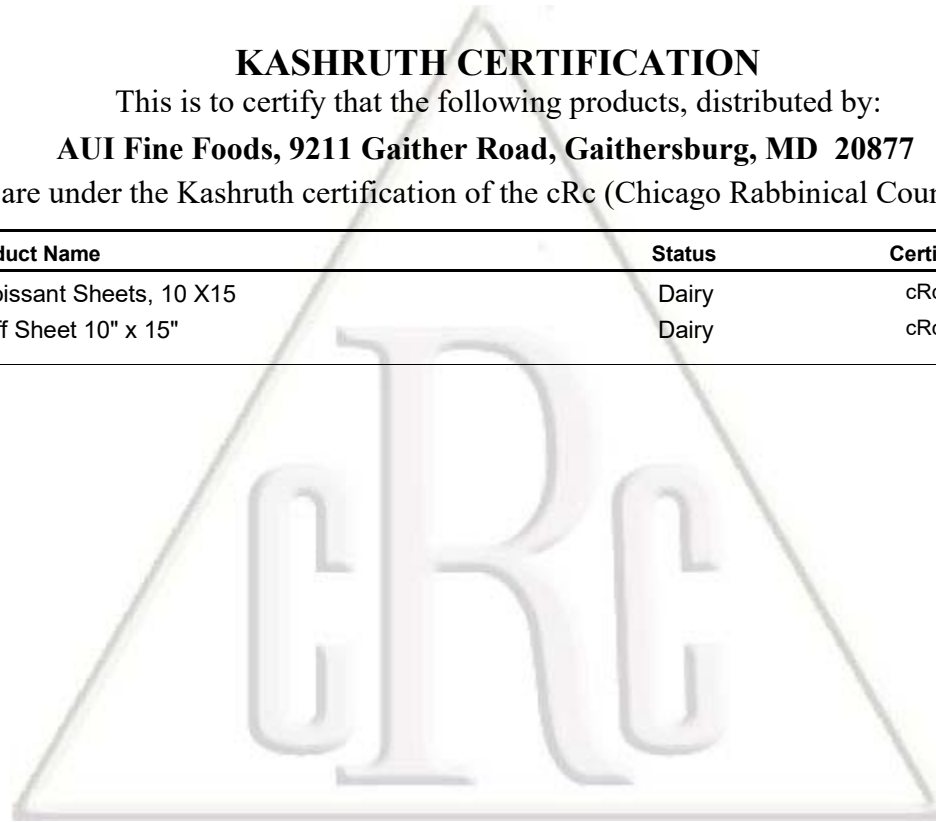 KASHRUTH CERTIFICATION
This is to certify that the following products, distributed by:
AUI Fine Foods, 9211 Gaither Road, Gaithersburg, MD 20877
are under the Kashruth certification of the cRc (Chicago Rabbinical Coun
duct Name Status Certi
issant Sheets, 10 X15 Dairy cRc
f Sheet 10" x 15" Dairy cRc
cRc